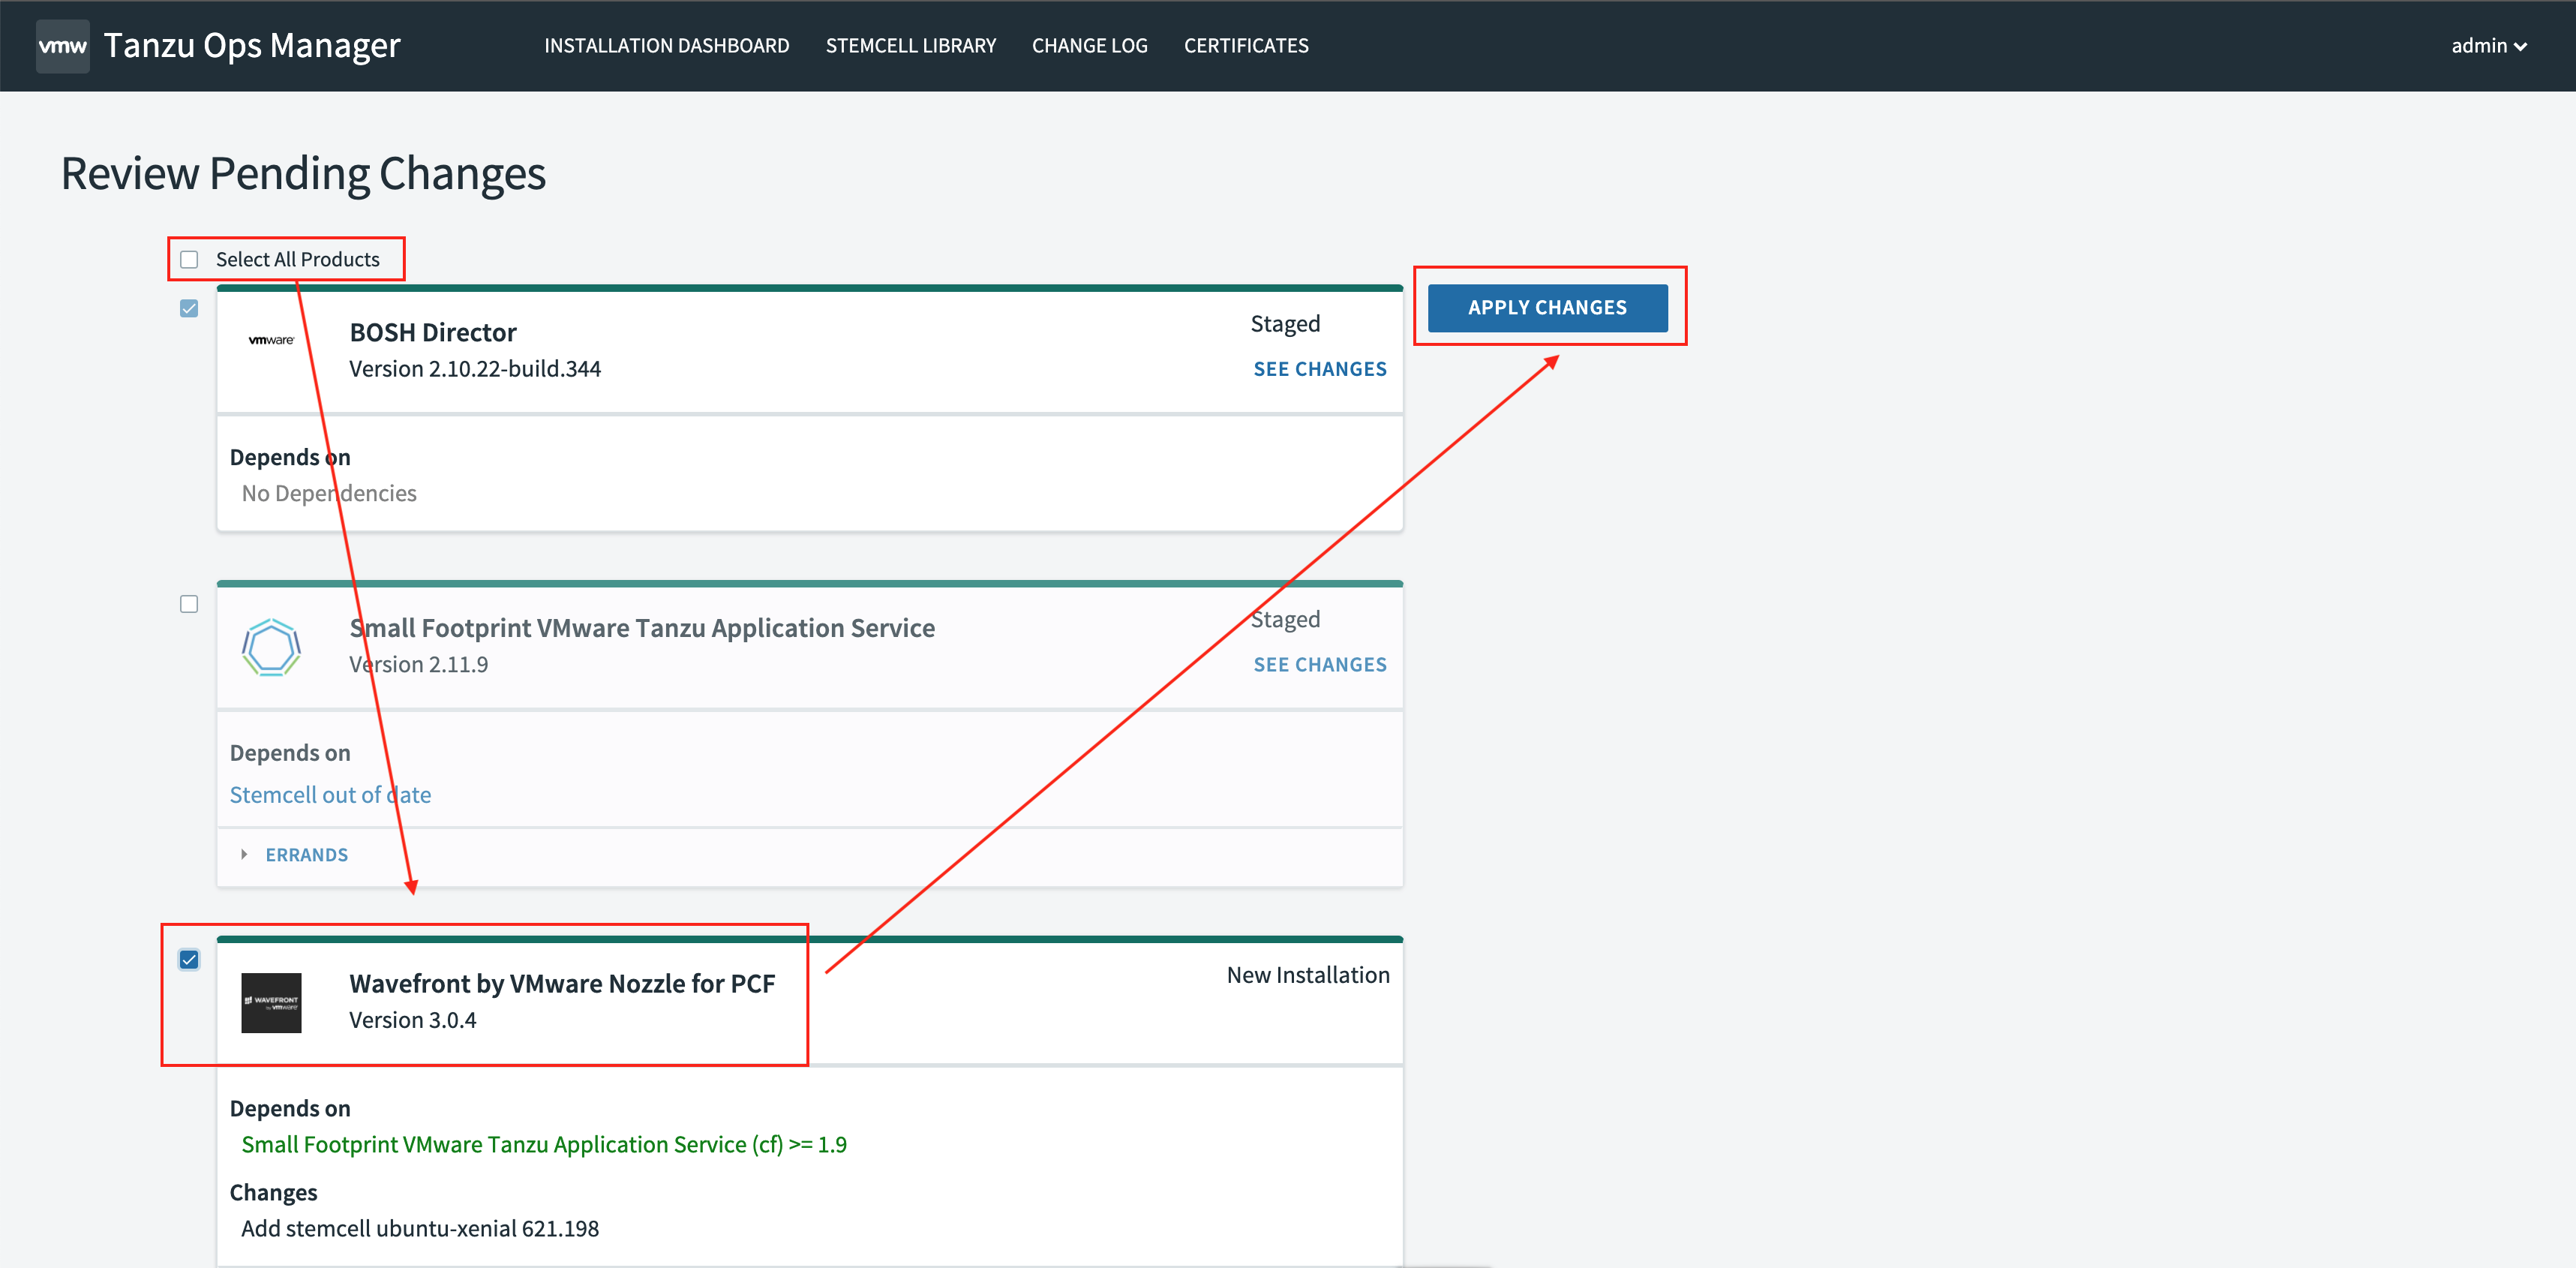 vmw Tanzu Ops Manager INSTALLATION DASHBOARD STEMCELL LIBRARY CHANGE LOG CERTIFICATES admin
Review Pending Changes
Select All Products
APPLY CHANGES
vmware
BOSH Director
Version 2.10.22-build.344
Staged
SEE CHANGES
Depends on
No Dependencies
Small Footprint VMware Tanzu Application Service
Version 2.11.9
Staged
SEE CHANGES
Depends on
Stemcell out of date
ERRANDS
WAVEFRONT
by vmware
Wavefront by VMware Nozzle for PCF
Version 3.0.4
New Installation
Depends on
Small Footprint VMware Tanzu Application Service (cf) >= 1.9
Changes
Add stemcell ubuntu-xenial 621.198